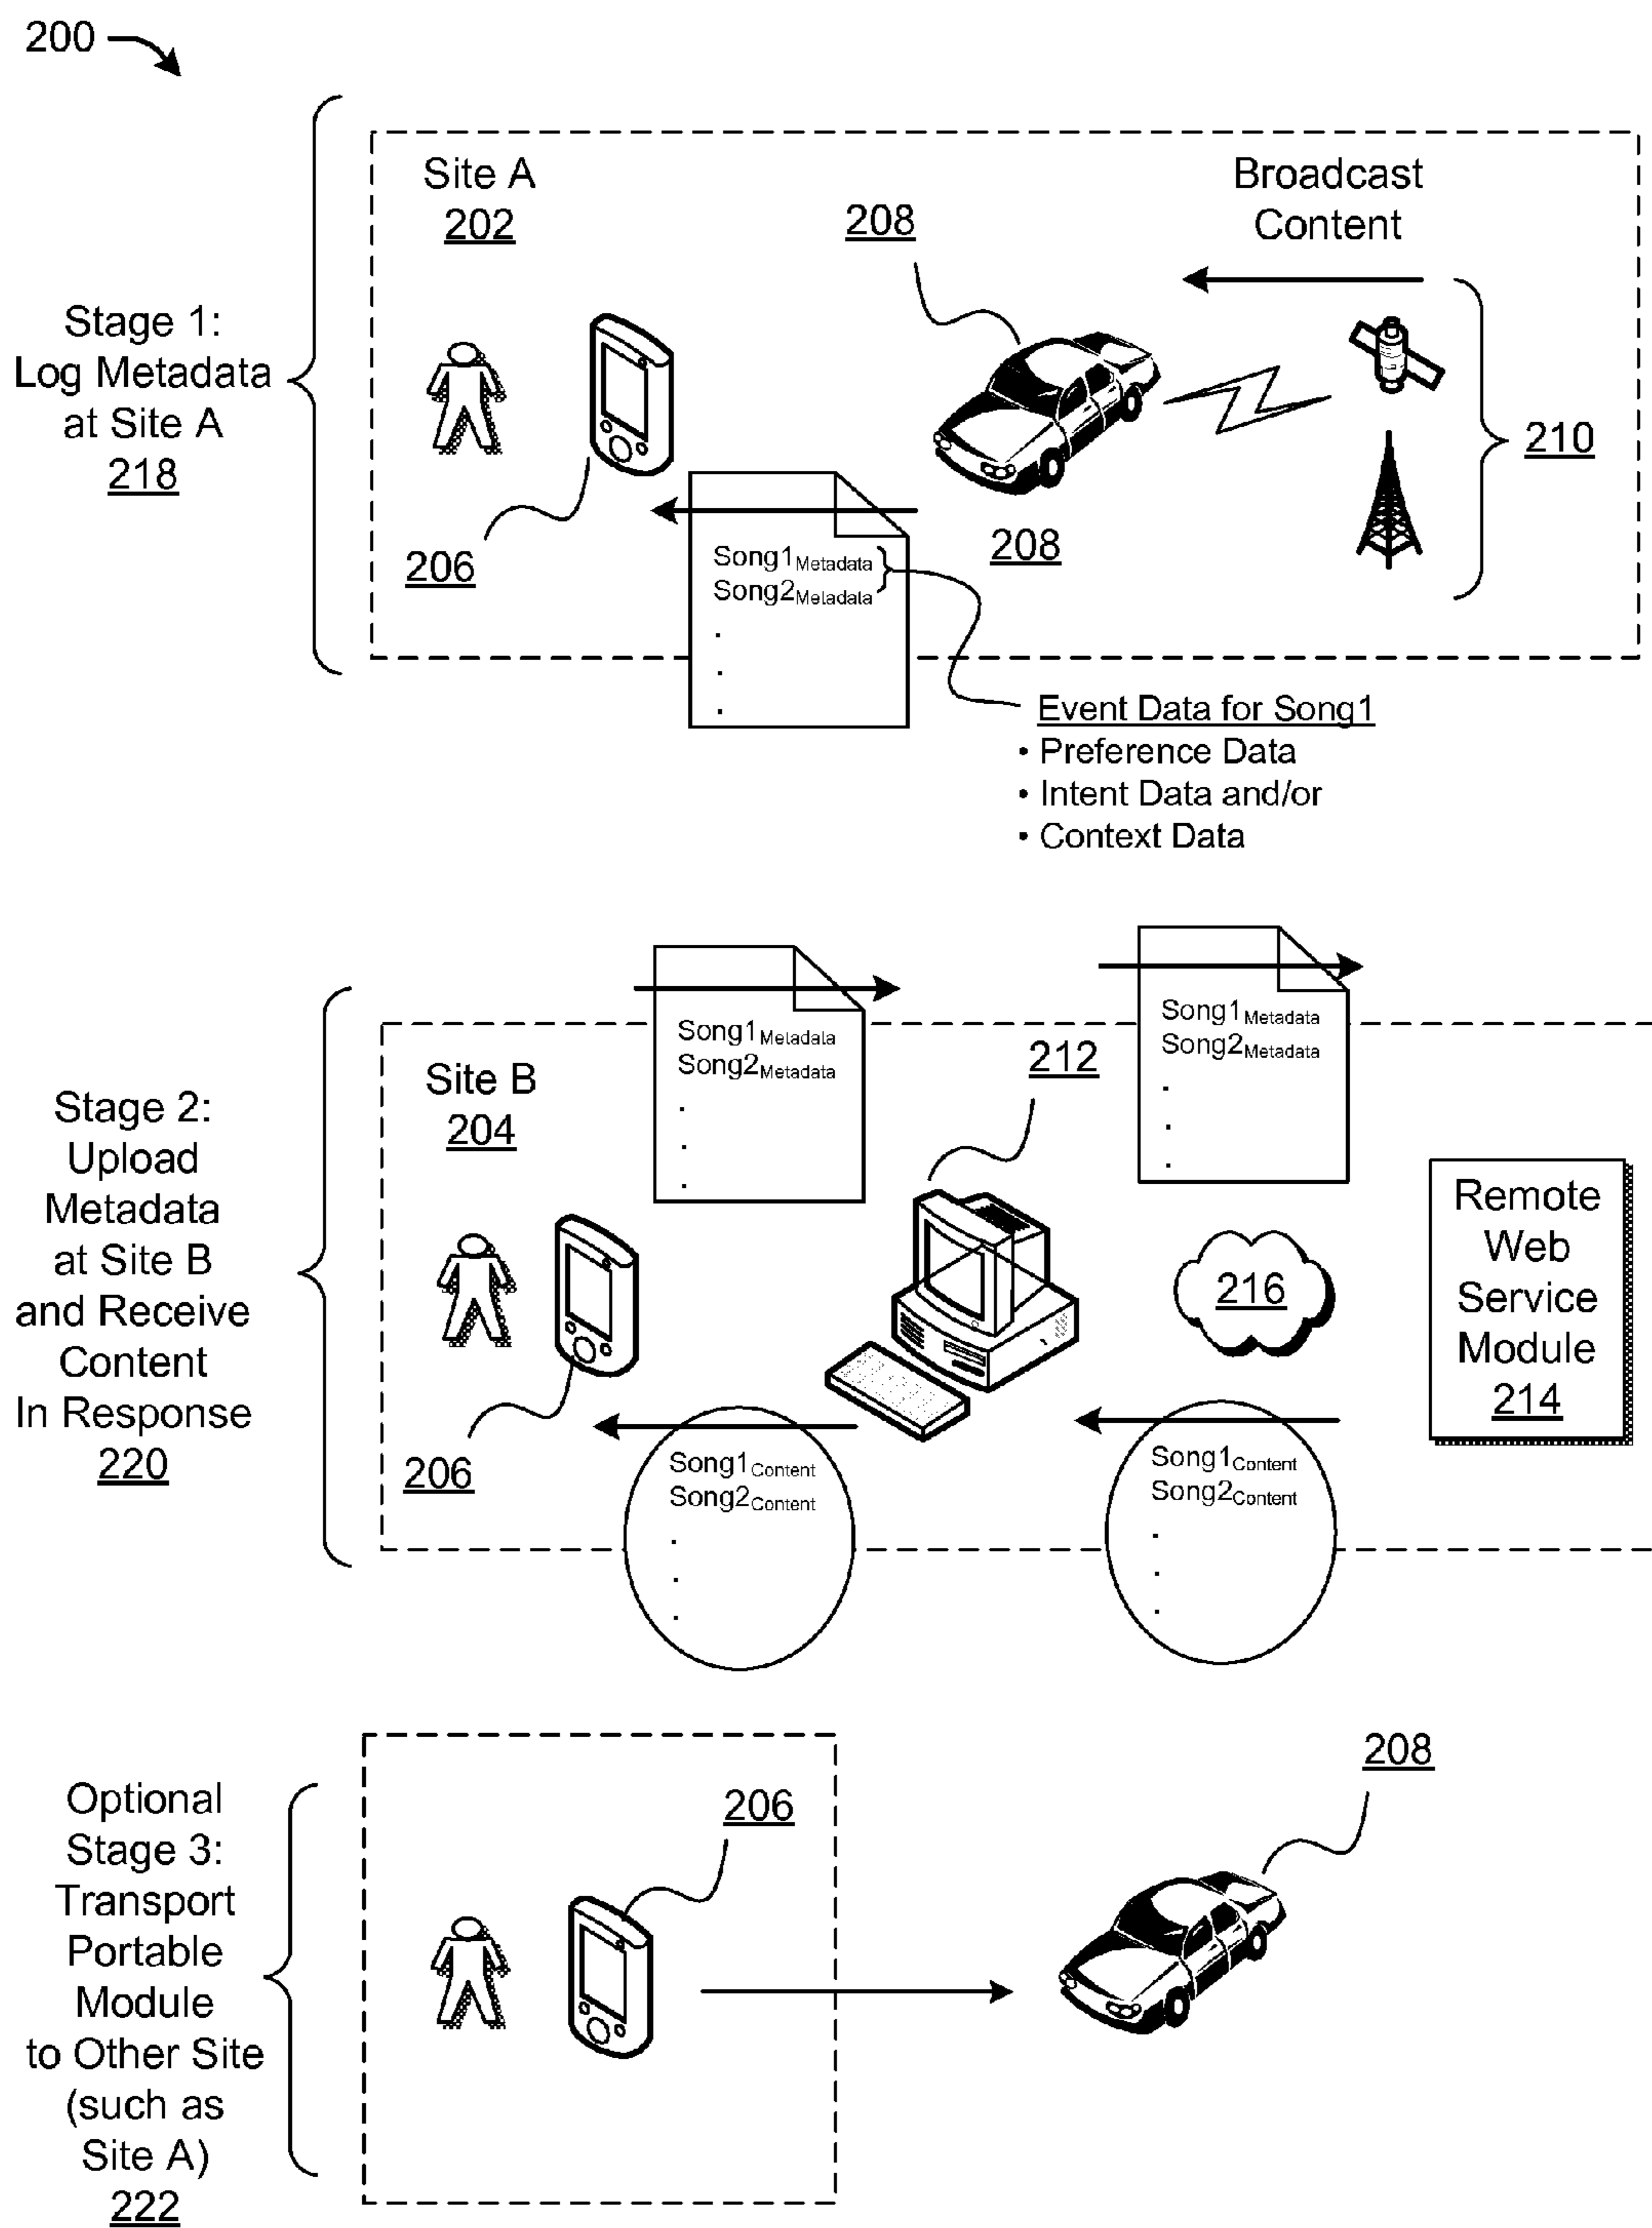 200
Site A
202
208
Broadcast
Content
Stage 1:
Log Metadata
at Site A
218
210
206
208
Song1Metadata
Song2Metadata
.
.
.
Event Data for Song1
• Preference Data
• Intent Data and/or
• Context Data
Stage 2:
Upload
Metadata
at Site B
and Receive
Content
In Response
220
Site B
204
Song1Metadata
Song2Metadata
.
.
.
212
Song1Metadata
Song2Metadata
.
.
.
216
Remote
Web
Service
Module
214
206
Song1Content
Song2Content
.
.
.
Song1Content
Song2Content
.
.
.
Optional
Stage 3:
Transport
Portable
Module
to Other Site
(such as
Site A)
222
206
208